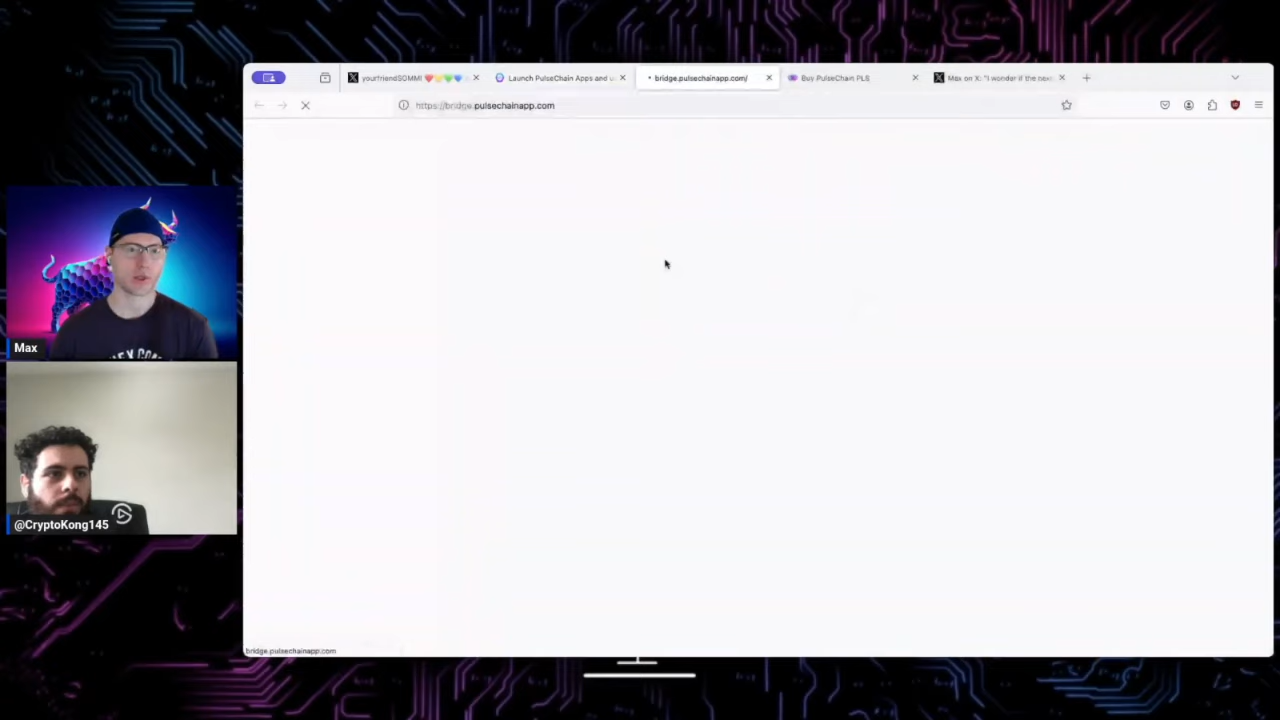 yourfriendSOMMI ❤️💛💚💙
Launch PulseChain Apps and u
bridge.pulsechainapp.com/
Buy PulseChain PLS
Max on X: "I wonder if the next
https://bridge.pulsechainapp.com
Max
@CryptoKong145
bridge.pulsechainapp.com